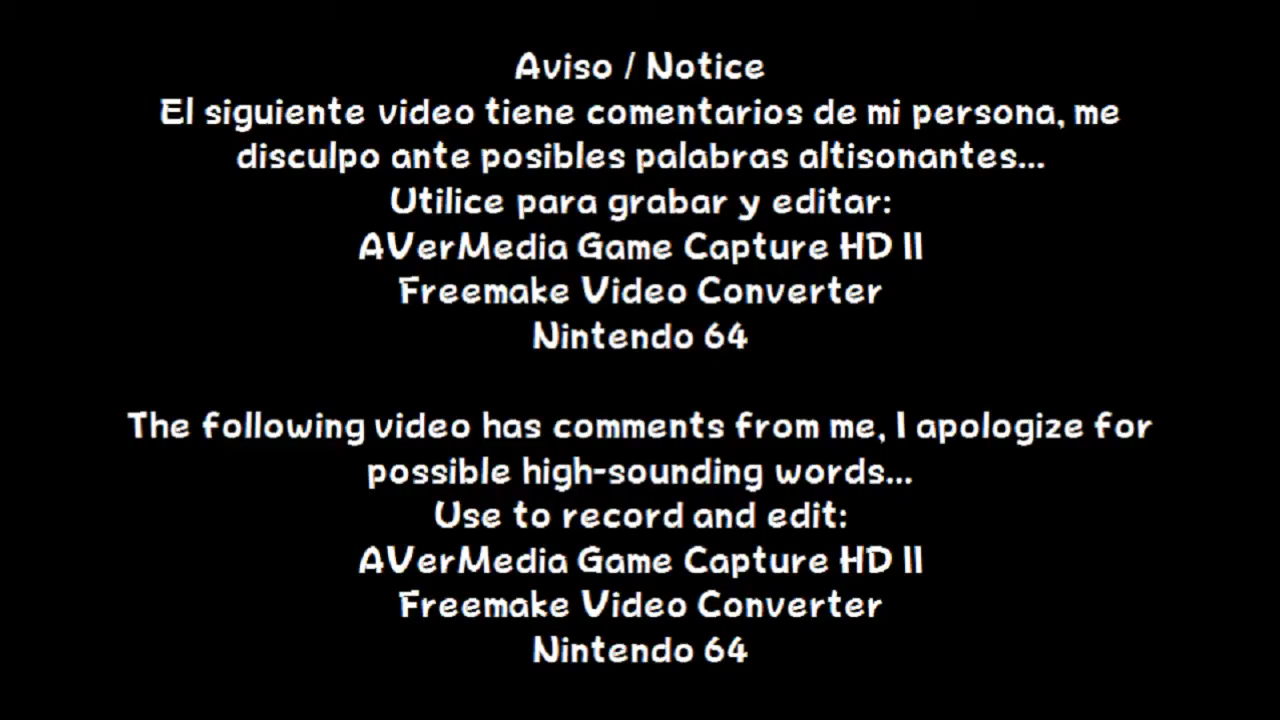 Aviso / Notice
El siguiente video tiene comentarios de mi persona, me
disculpo ante posibles palabras altisonantes...
Utilice para grabar y editar:
AVerMedia Game Capture HD II
Freemake Video Converter
Nintendo 64
The following video has comments from me, I apologize for
possible high-sounding words...
Use to record and edit:
AVerMedia Game Capture HD II
Freemake Video Converter
Nintendo 64